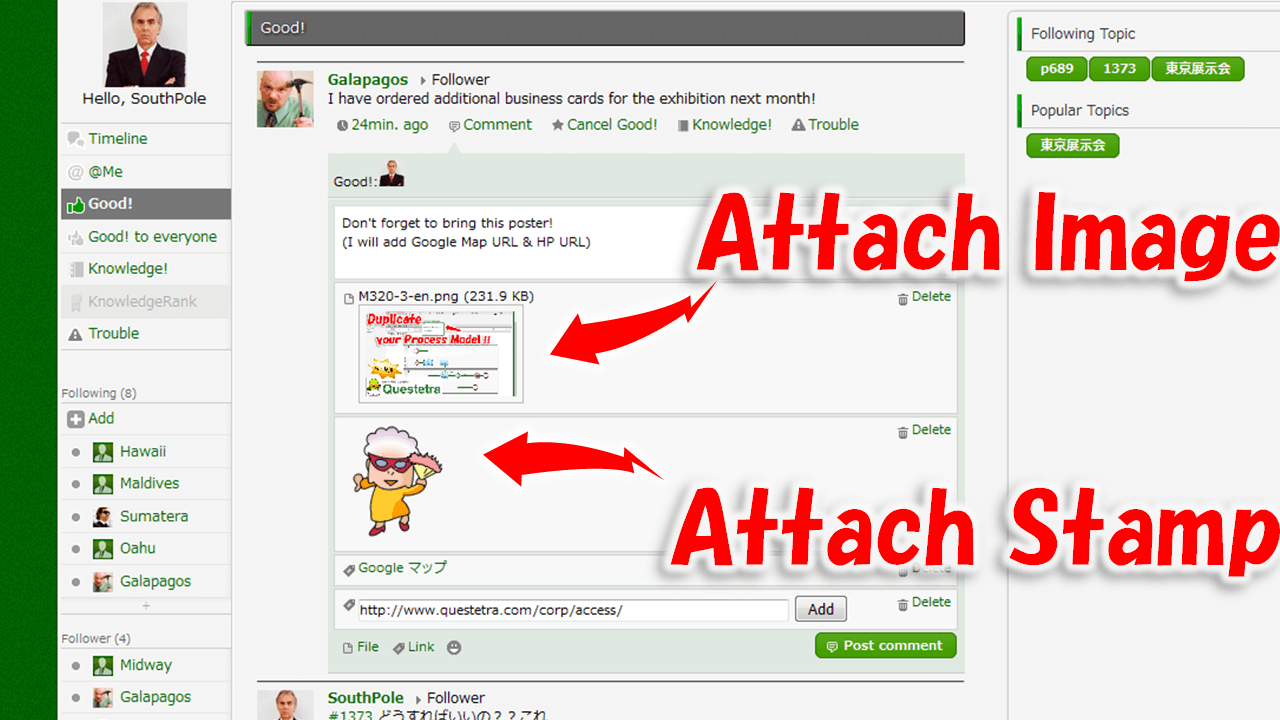 Hello, SouthPole
Timeline
@Me
Good!
Good! to everyone
Knowledge!
KnowledgeRank
Trouble
Following (8)
Add
Hawaii
Maldives
Sumatera
Oahu
Galapagos
+
Follower (4)
Midway
Galapagos
Good!
Galapagos Follower
I have ordered additional business cards for the exhibition next month!
24min. ago Comment Cancel Good! Knowledge! Trouble
Good!:
Don't forget to bring this poster!
(I will add Google Map URL & HP URL)
M320-3-en.png (231.9 KB) Delete
Duplicate
your Process Model !!
Questetra
Attach Image
Delete
Attach Stamp
Google マップ Delete
http://www.questetra.com/corp/access/ Add Delete
File Link Post comment
SouthPole Follower
#1373 どうすればいいの？？これ
Following Topic
p689 1373 東京展示会
Popular Topics
東京展示会